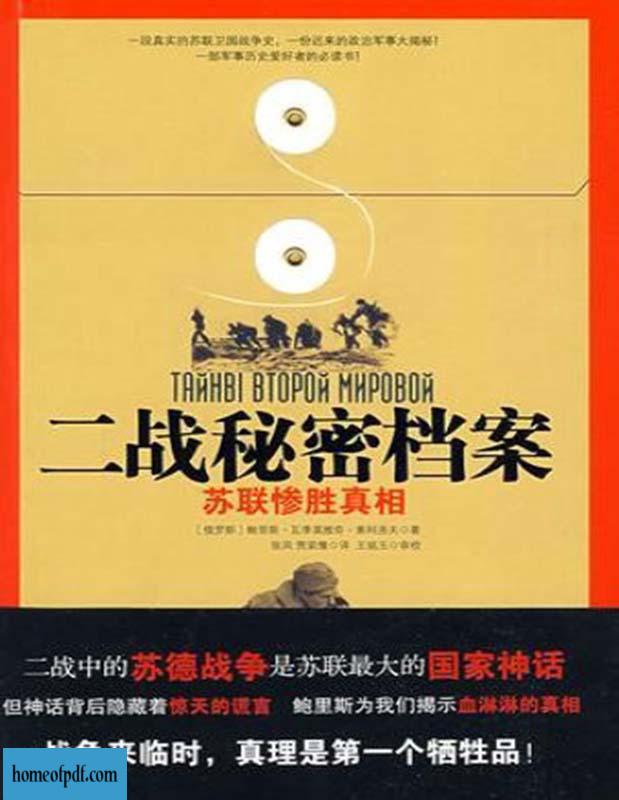 一段真实的苏联卫国战争史，一份迟来的政治军事大揭秘！
一部军事历史爱好者的必读书！
ТАЙНВІ ВТОРОЙ МИРОВОЙ
二战秘密档案
苏联惨胜真相
［俄罗斯］鲍里斯·瓦季莫维奇·索科洛夫 著
张凤 贾梁豫 译 王 审校
二战中的苏德战争是苏联最大的国家神话
但神话背后隐藏着惊天的谎言 鲍里斯为我们揭示血淋淋的真相
战争来临时，真理是第一个牺牲品！
homeofpdf.com